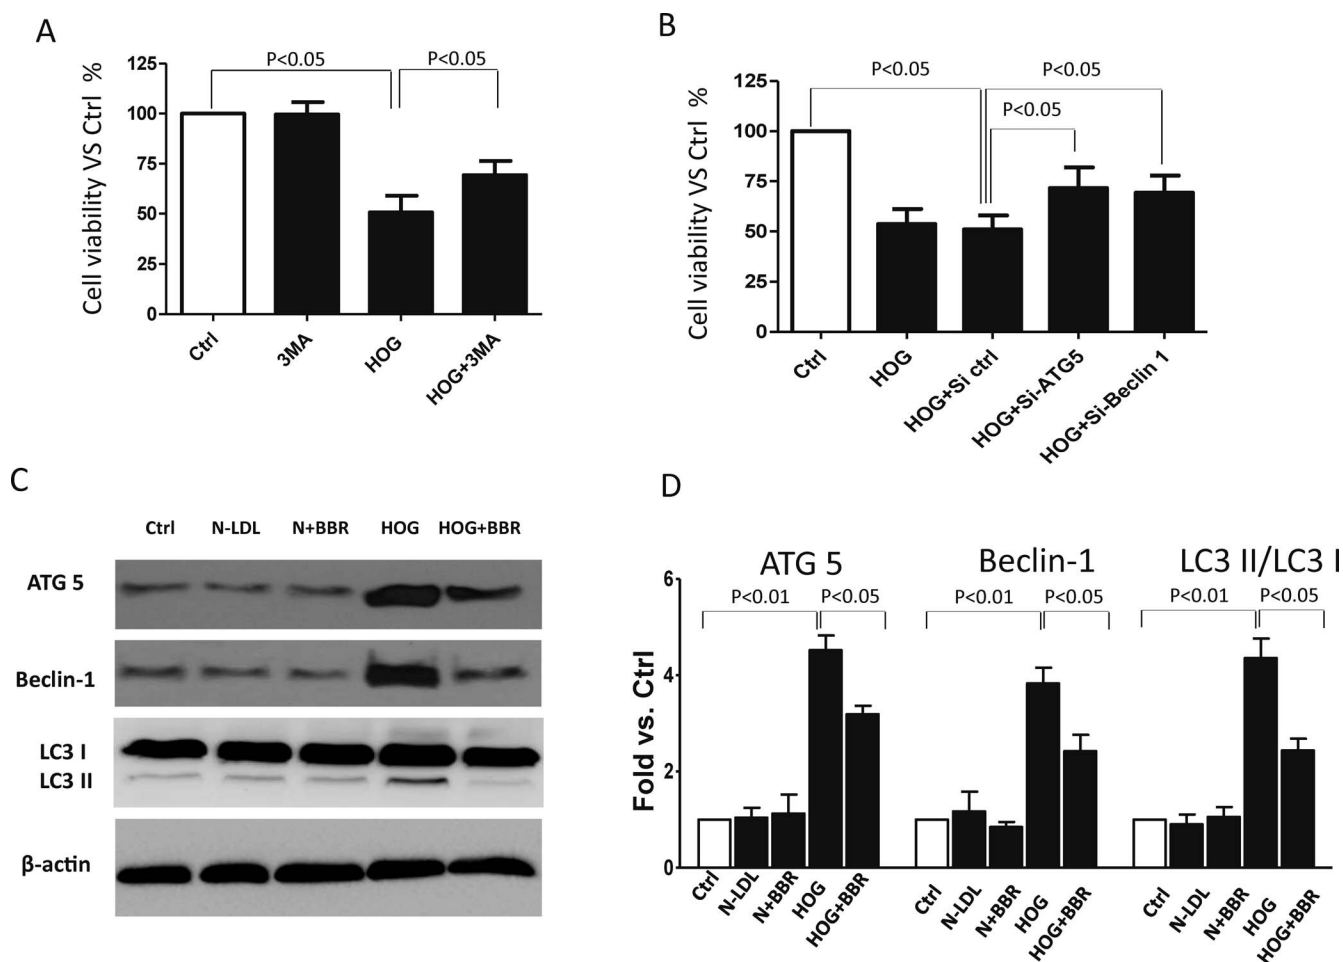 A
Cell viability VS Ctrl %
125
100
75
50
25
0
P<0.05
P<0.05
Ctrl
3MA
HOG
HOG+3MA
B
Cell viability VS Ctrl %
125
100
75
50
25
0
P<0.05
P<0.05
P<0.05
Ctrl
HOG
HOG+Si ctrl
HOG+Si-ATG5
HOG+Si-Beclin 1
C
Ctrl N-LDL N+BBR HOG HOG+BBR
ATG 5
Beclin-1
LC3 I
LC3 II
β-actin
D
Fold vs. Ctrl
6
4
2
0
ATG 5
P<0.01 P<0.05
Ctrl
N-LDL
N+BBR
HOG
HOG+BBR
Beclin-1
P<0.01 P<0.05
Ctrl
N-LDL
N+BBR
HOG
HOG+BBR
LC3 II/LC3 I
P<0.01 P<0.05
Ctrl
N-LDL
N+BBR
HOG
HOG+BBR